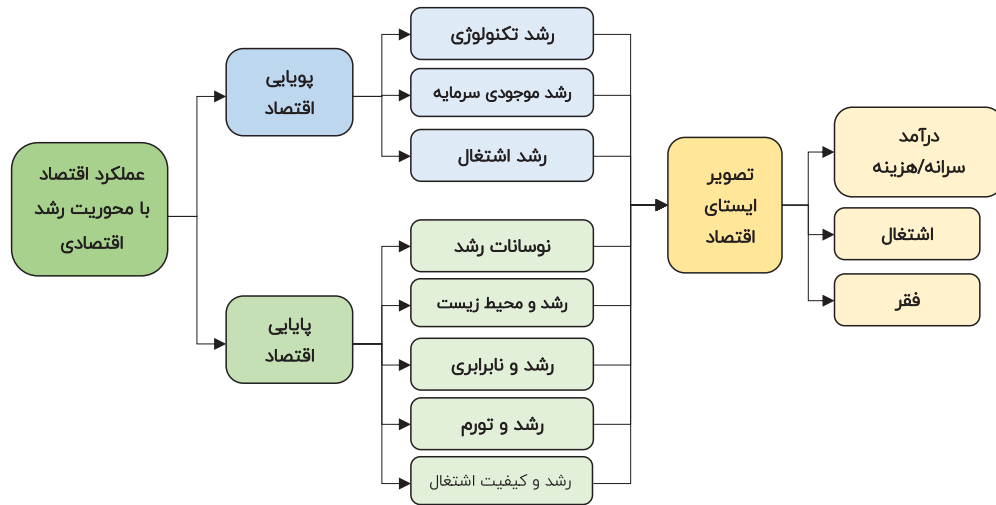 عملکرد اقتصاد
با محوریت رشد
اقتصادی
پویایی
اقتصاد
رشد تکنولوژی
رشد موجودی سرمایه
رشد اشتغال
پایایی
اقتصاد
نوسانات رشد
رشد و محیط زیست
رشد و نابرابری
رشد و تورم
رشد و کیفیت اشتغال
تصویر
ایستای
اقتصاد
درآمد
سرانه/هزینه
اشتغال
فقر